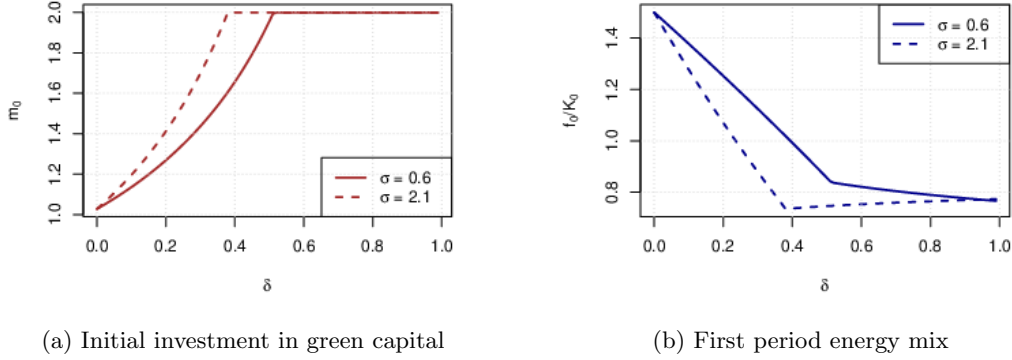 2.0
1.8
1.6
1.4
1.2
1.0
m₀
0.0 0.2 0.4 0.6 0.8 1.0
δ
σ = 0.6
σ = 2.1
(a) Initial investment in green capital
1.4
1.2
1.0
0.8
f₀/K₀
0.0 0.2 0.4 0.6 0.8 1.0
δ
σ = 0.6
σ = 2.1
(b) First period energy mix